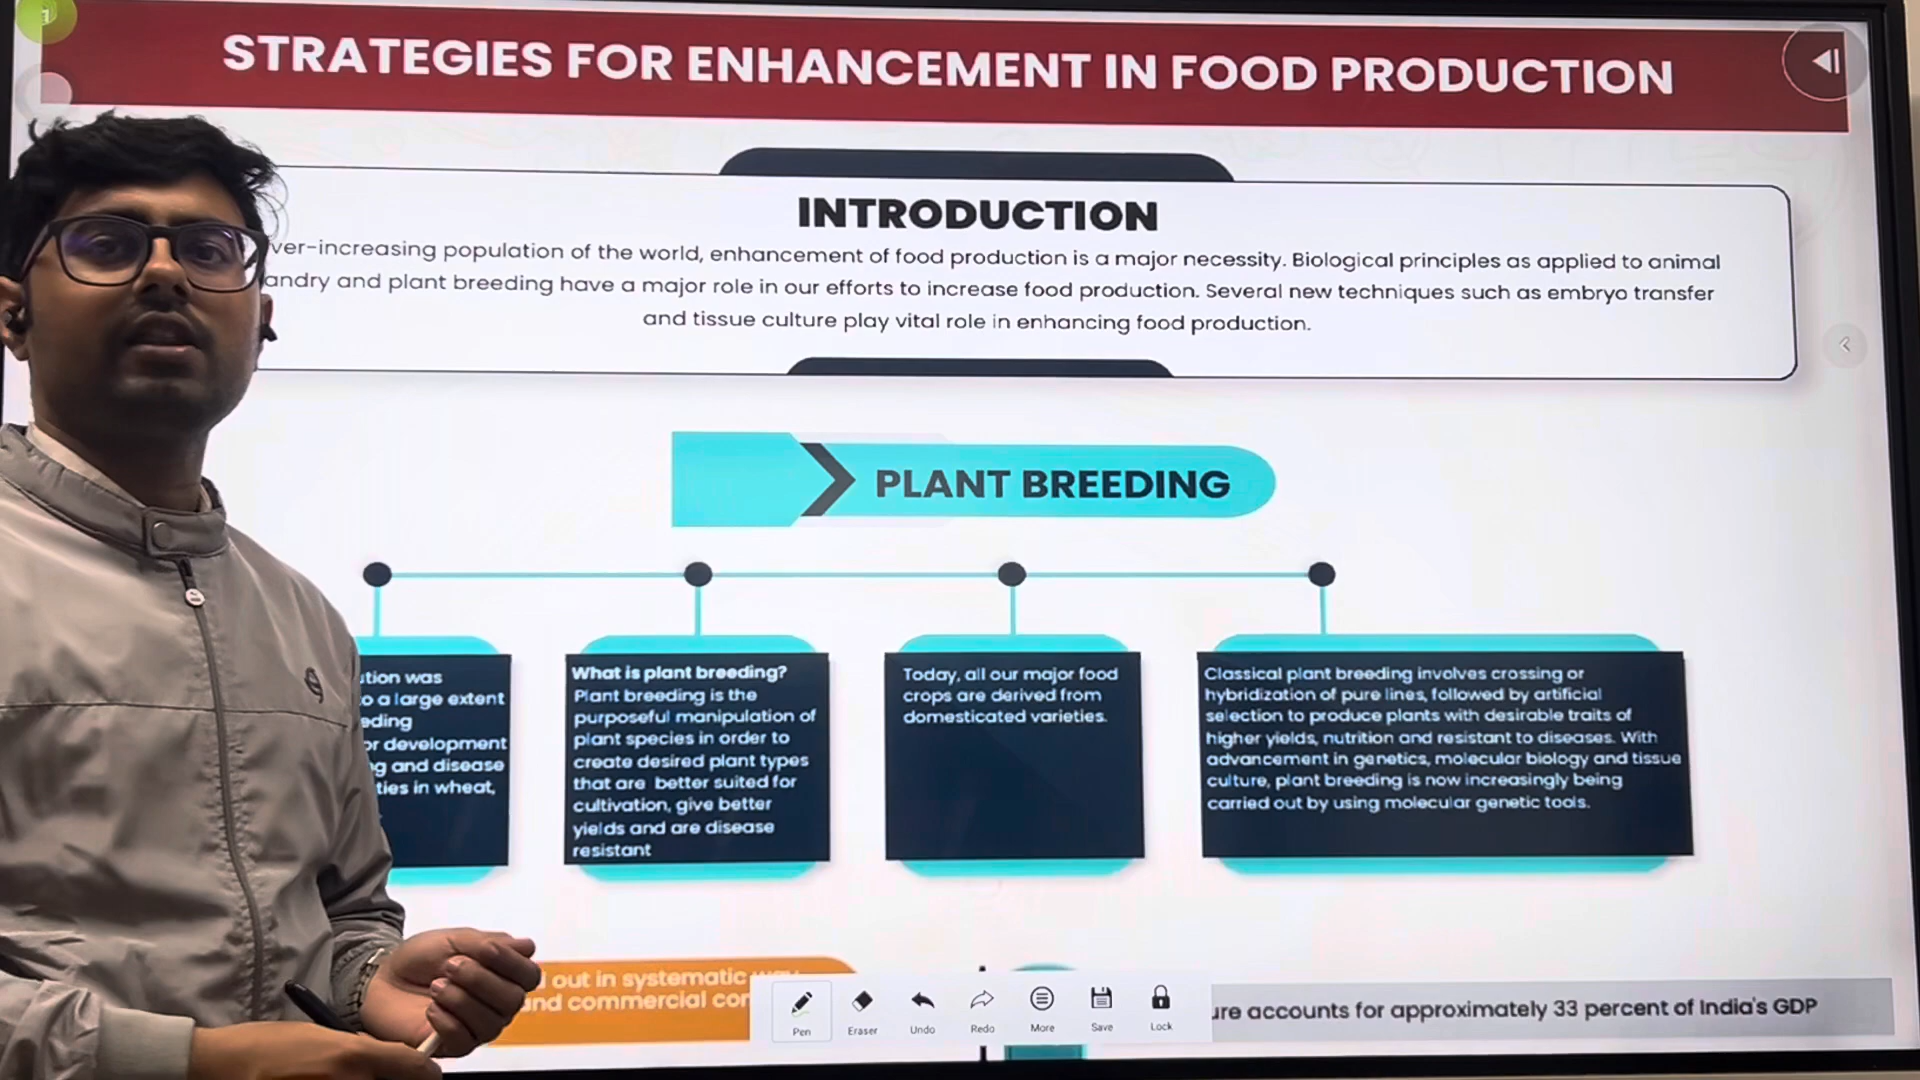 STRATEGIES FOR ENHANCEMENT IN FOOD PRODUCTION
INTRODUCTION
ver-increasing population of the world, enhancement of food production is a major necessity. Biological principles as applied to animal
andry and plant breeding have a major role in our efforts to increase food production. Several new techniques such as embryo transfer
and tissue culture play vital role in enhancing food production.
PLANT BREEDING
tion was
o a large extent
eding
or development
g and disease
ties in wheat,
What is plant breeding?
Plant breeding is the
purposeful manipulation of
plant species in order to
create desired plant types
that are better suited for
cultivation, give better
yields and are disease
resistant
Today, all our major food
crops are derived from
domesticated varieties.
Classical plant breeding involves crossing or
hybridization of pure lines, followed by artificial
selection to produce plants with desirable traits of
higher yields, nutrition and resistant to diseases. With
advancement in genetics, molecular biology and tissue
culture, plant breeding is now increasingly being
carried out by using molecular genetic tools.
out in systematic
and commercial cor
ure accounts for approximately 33 percent of India's GDP
Pen
Eraser
Undo
Redo
More
Save
Lock